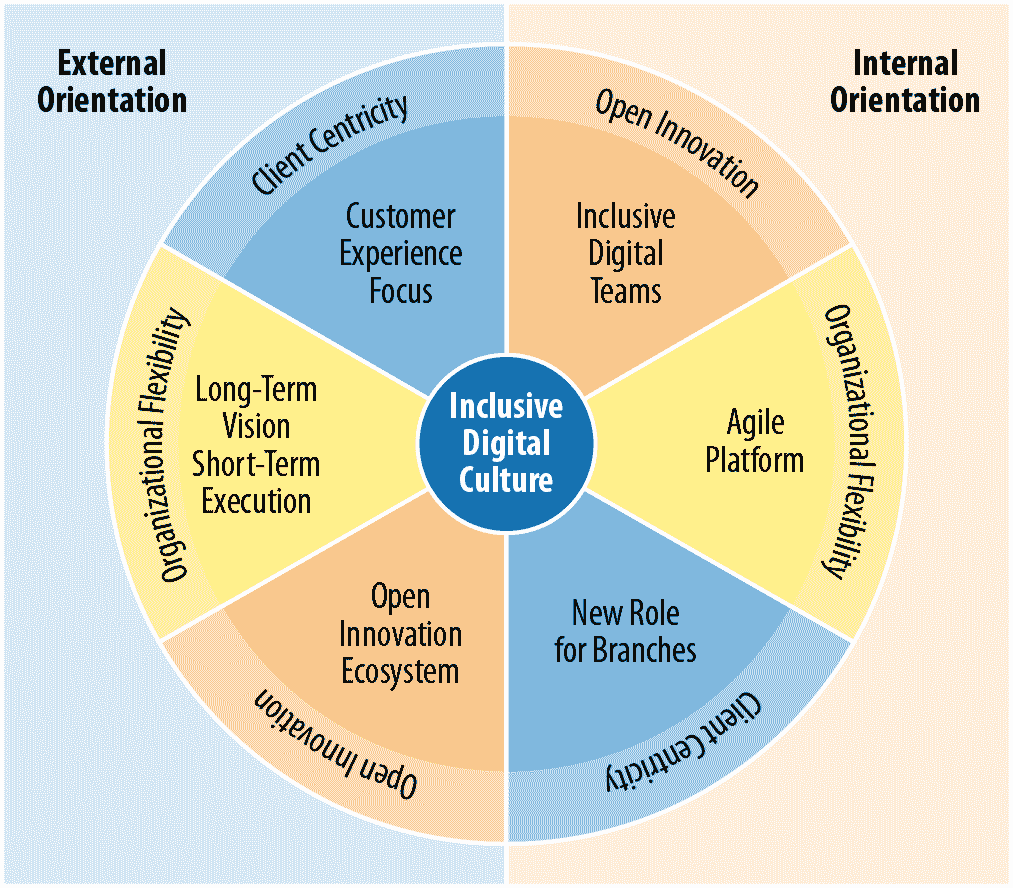 External
Orientation
Internal
Orientation
Client Centricity
Open Innovation
Customer
Experience
Focus
Inclusive
Digital
Teams
Organizational Flexibility
Long-Term
Vision
Short-Term
Execution
Inclusive
Digital
Culture
Agile
Platform
Organizational Flexibility
Open
Innovation
Ecosystem
New Role
for Branches
Open Innovation
Client Centricity